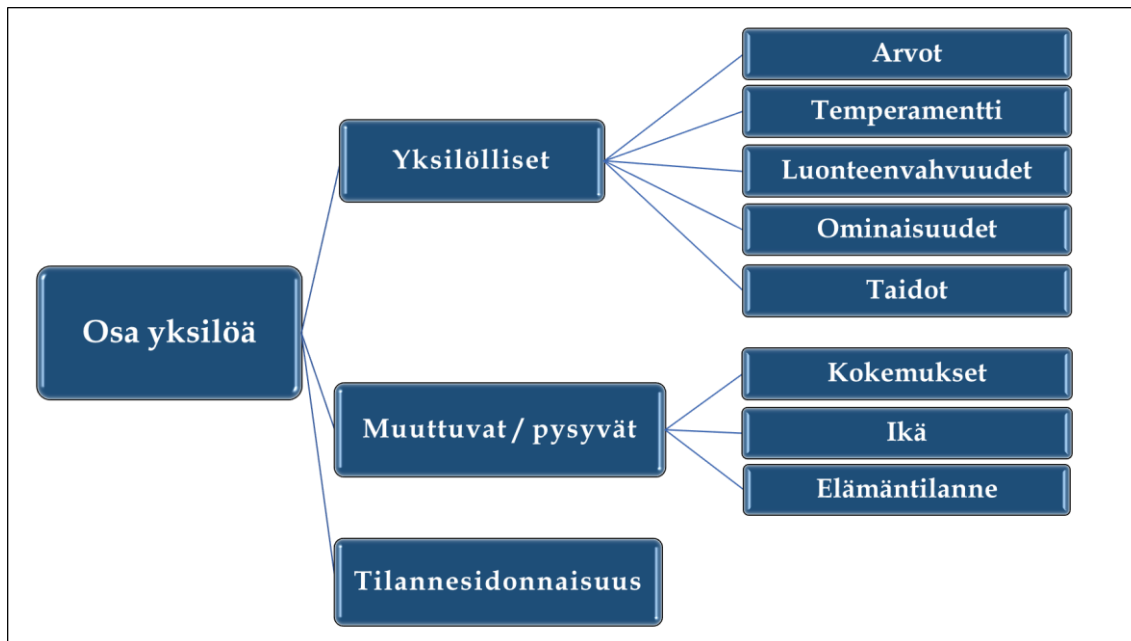 Osa yksilöä
Yksilölliset
Arvot
Temperamentti
Luonteenvahvuudet
Ominaisuudet
Taidot
Muuttuvat / pysyvät
Kokemukset
Ikä
Elämäntilanne
Tilannesidonnaisuus